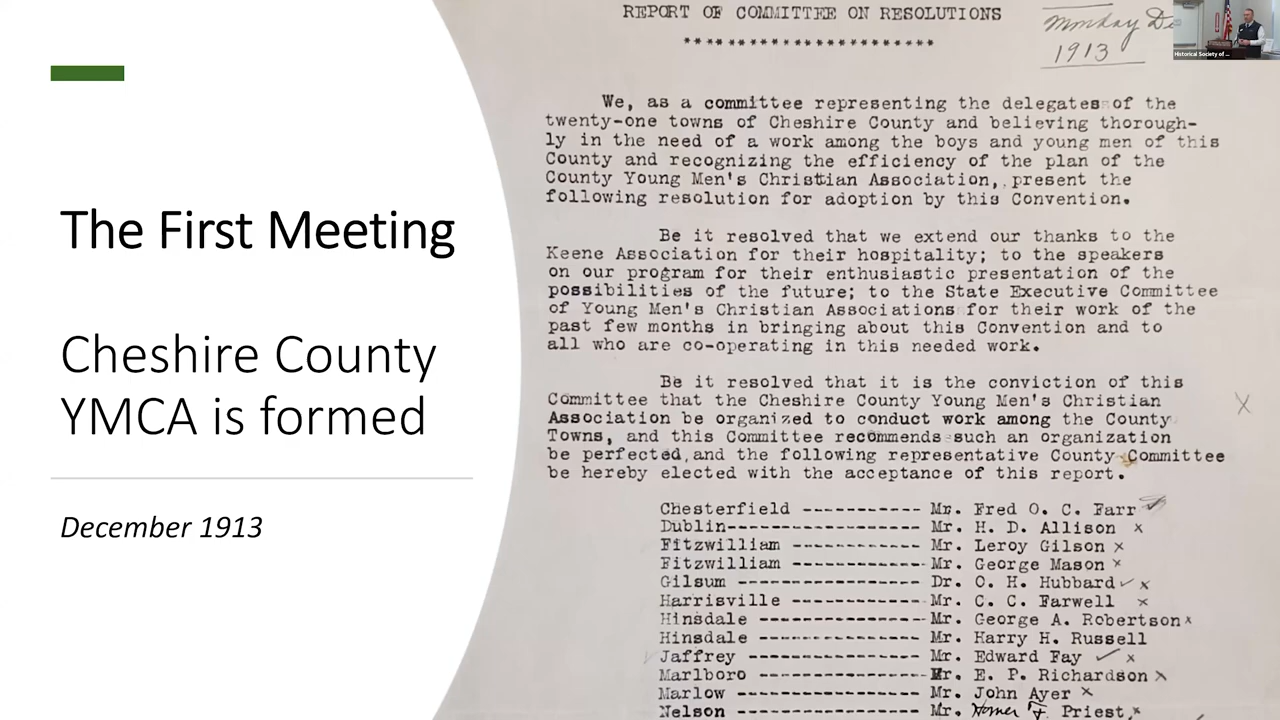 The First Meeting
Cheshire County
YMCA is formed
December 1913
REPORT OF COMMITTEE ON RESOLUTIONS
********************
Monday
1913
We, as a committee representing the delegates of the
twenty-one towns of Cheshire County and believing thorough-
ly in the need of a work among the boys and young men of this
County and recognizing the efficiency of the plan of the
County Young Men's Christian Association, present the
following resolution for adoption by this Convention.
Be it resolved that we extend our thanks to the
Keene Association for their hospitality; to the speakers
on our program for their enthusiastic presentation of the
possibilities of the future; to the State Executive Committee
of Young Men's Christian Associations for their work of the
past few months in bringing about this Convention and to
all who are co-operating in this needed work.
Be it resolved that it is the conviction of this
Committee that the Cheshire County Young Men's Christian
Association be organized to conduct work among the County
Towns, and this Committee recommends such an organization
be perfected, and the following representative County Committee
be hereby elected with the acceptance of this report.
Chesterfield ----------- Mr. Fred O. C. Farr
Dublin------------------ Mr. H. D. Allison x
Fitzwilliam ------------ Mr. Leroy Gilson x
Fitzwilliam ------------ Mr. George Mason x
Gilsum ----------------- Dr. O. H. Hubbard ✓ x
Harrisville ------------ Mr. C. C. Farwell x
Hinsdale --------------- Mr. George A. Robertson x
Hinsdale --------------- Mr. Harry H. Russell
Jaffrey ---------------- Mr. Edward Fay ✓ x
Marlboro --------------- Mr. E. P. Richardson x
Marlow ----------------- Mr. John Ayer x
Nelson ----------------- Mr. Homer F. Priest x
Historical Society of ...